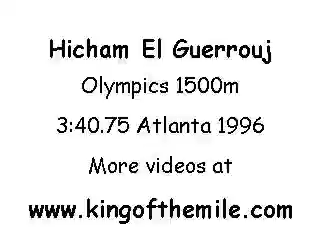 Hicham El Guerrouj
Olympics 1500m
3:40.75 Atlanta 1996
More videos at
www.kingofthemile.com